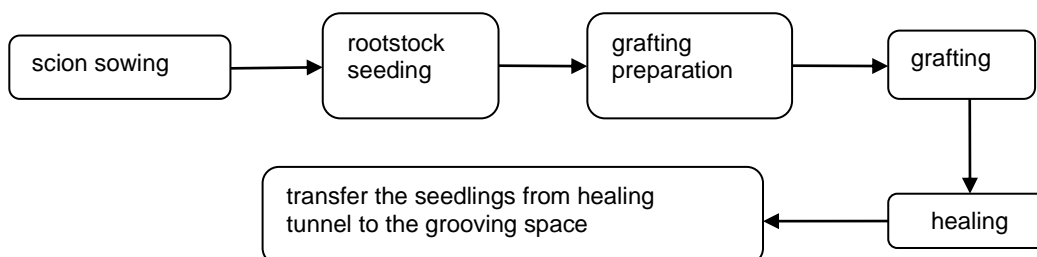 scion sowing
rootstock
seeding
grafting
preparation
grafting
healing
transfer the seedlings from healing
tunnel to the grooving space